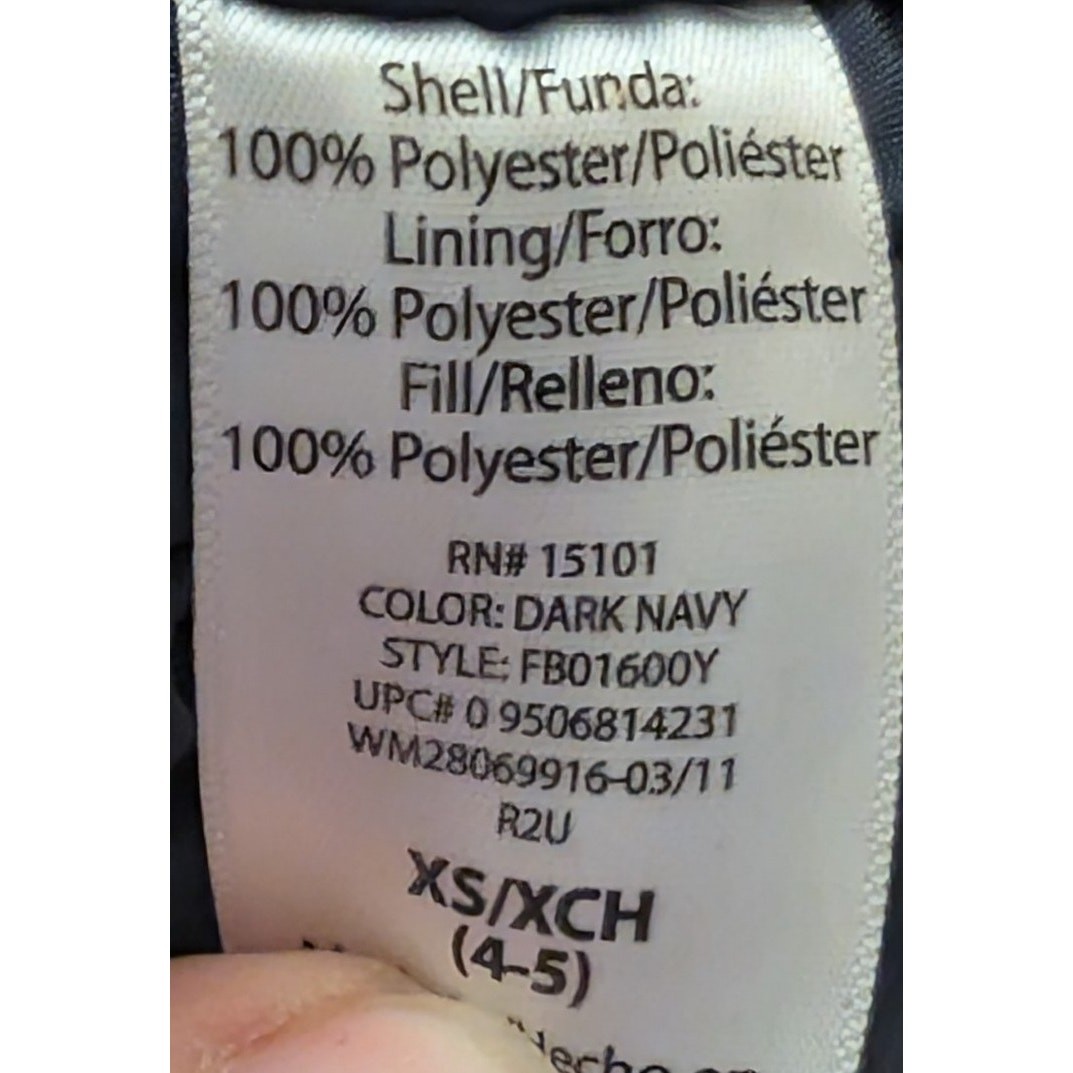 Shell/Funda:
100% Polyester/Poliéster
Lining/Forro:
100% Polyester/Poliéster
Fill/Relleno:
100% Polyester/Poliéster
RN# 15101
COLOR: DARK NAVY
STYLE: FB01600Y
UPC# 0 9506814231
WM28069916-03/11
R2U
XS/XCH
(4-5)